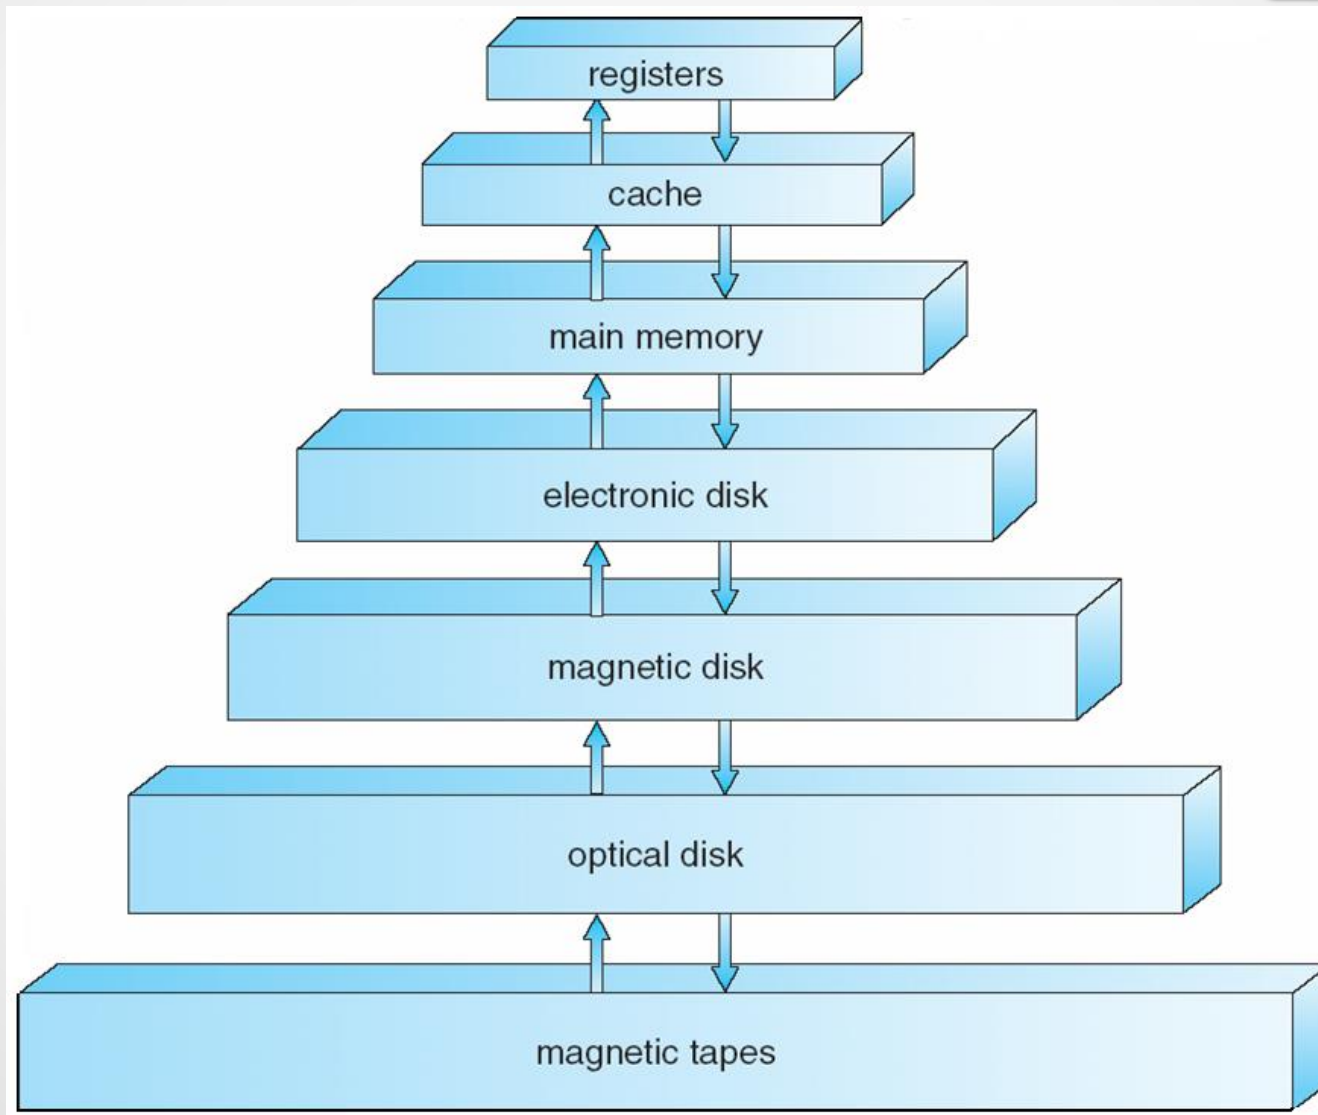 registers
cache
main memory
electronic disk
magnetic disk
optical disk
magnetic tapes